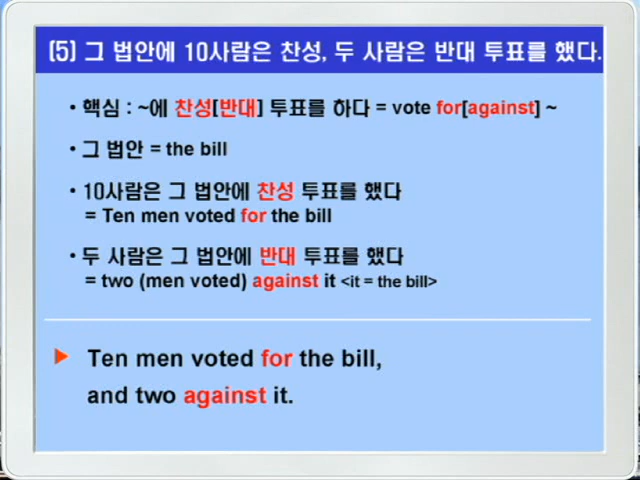 (5) 그 법안에 10사람은 찬성, 두 사람은 반대 투표를 했다.
• 핵심 : ~에 찬성[반대] 투표를 하다 = vote for[against] ~
• 그 법안 = the bill
• 10사람은 그 법안에 찬성 투표를 했다
= Ten men voted for the bill
• 두 사람은 그 법안에 반대 투표를 했다
= two (men voted) against it <it = the bill>
Ten men voted for the bill,
and two against it.